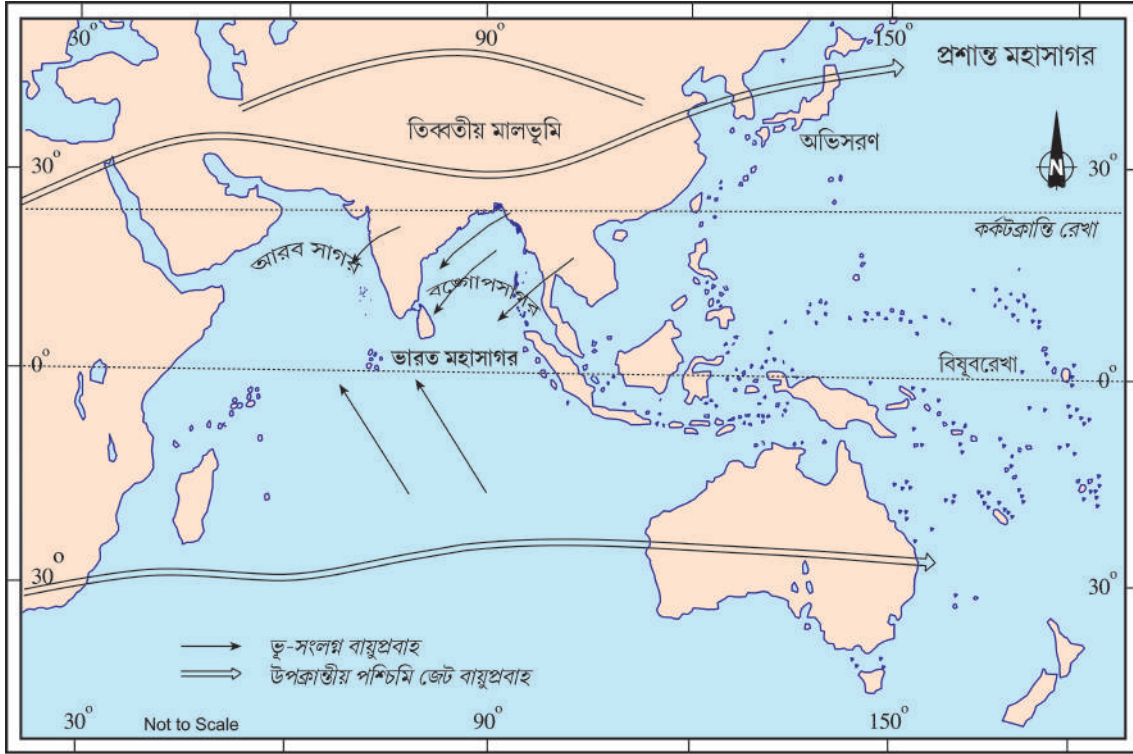 30°
90°
150°
প্রশান্ত মহাসাগর
তিব্বতীয় মালভূমি
অভিসরণ
N
30°
30°
কর্কটক্রান্তি রেখা
আরব সাগর
বঙ্গোপসাগর
ভারত মহাসাগর
বিষূবরেখা
0°
0°
30°
30°
ভূ-সংলগ্ন বায়ুপ্রবাহ
উপক্রান্তীয় পশ্চিমি জেট বায়ুপ্রবাহ
30°
Not to Scale
90°
150°